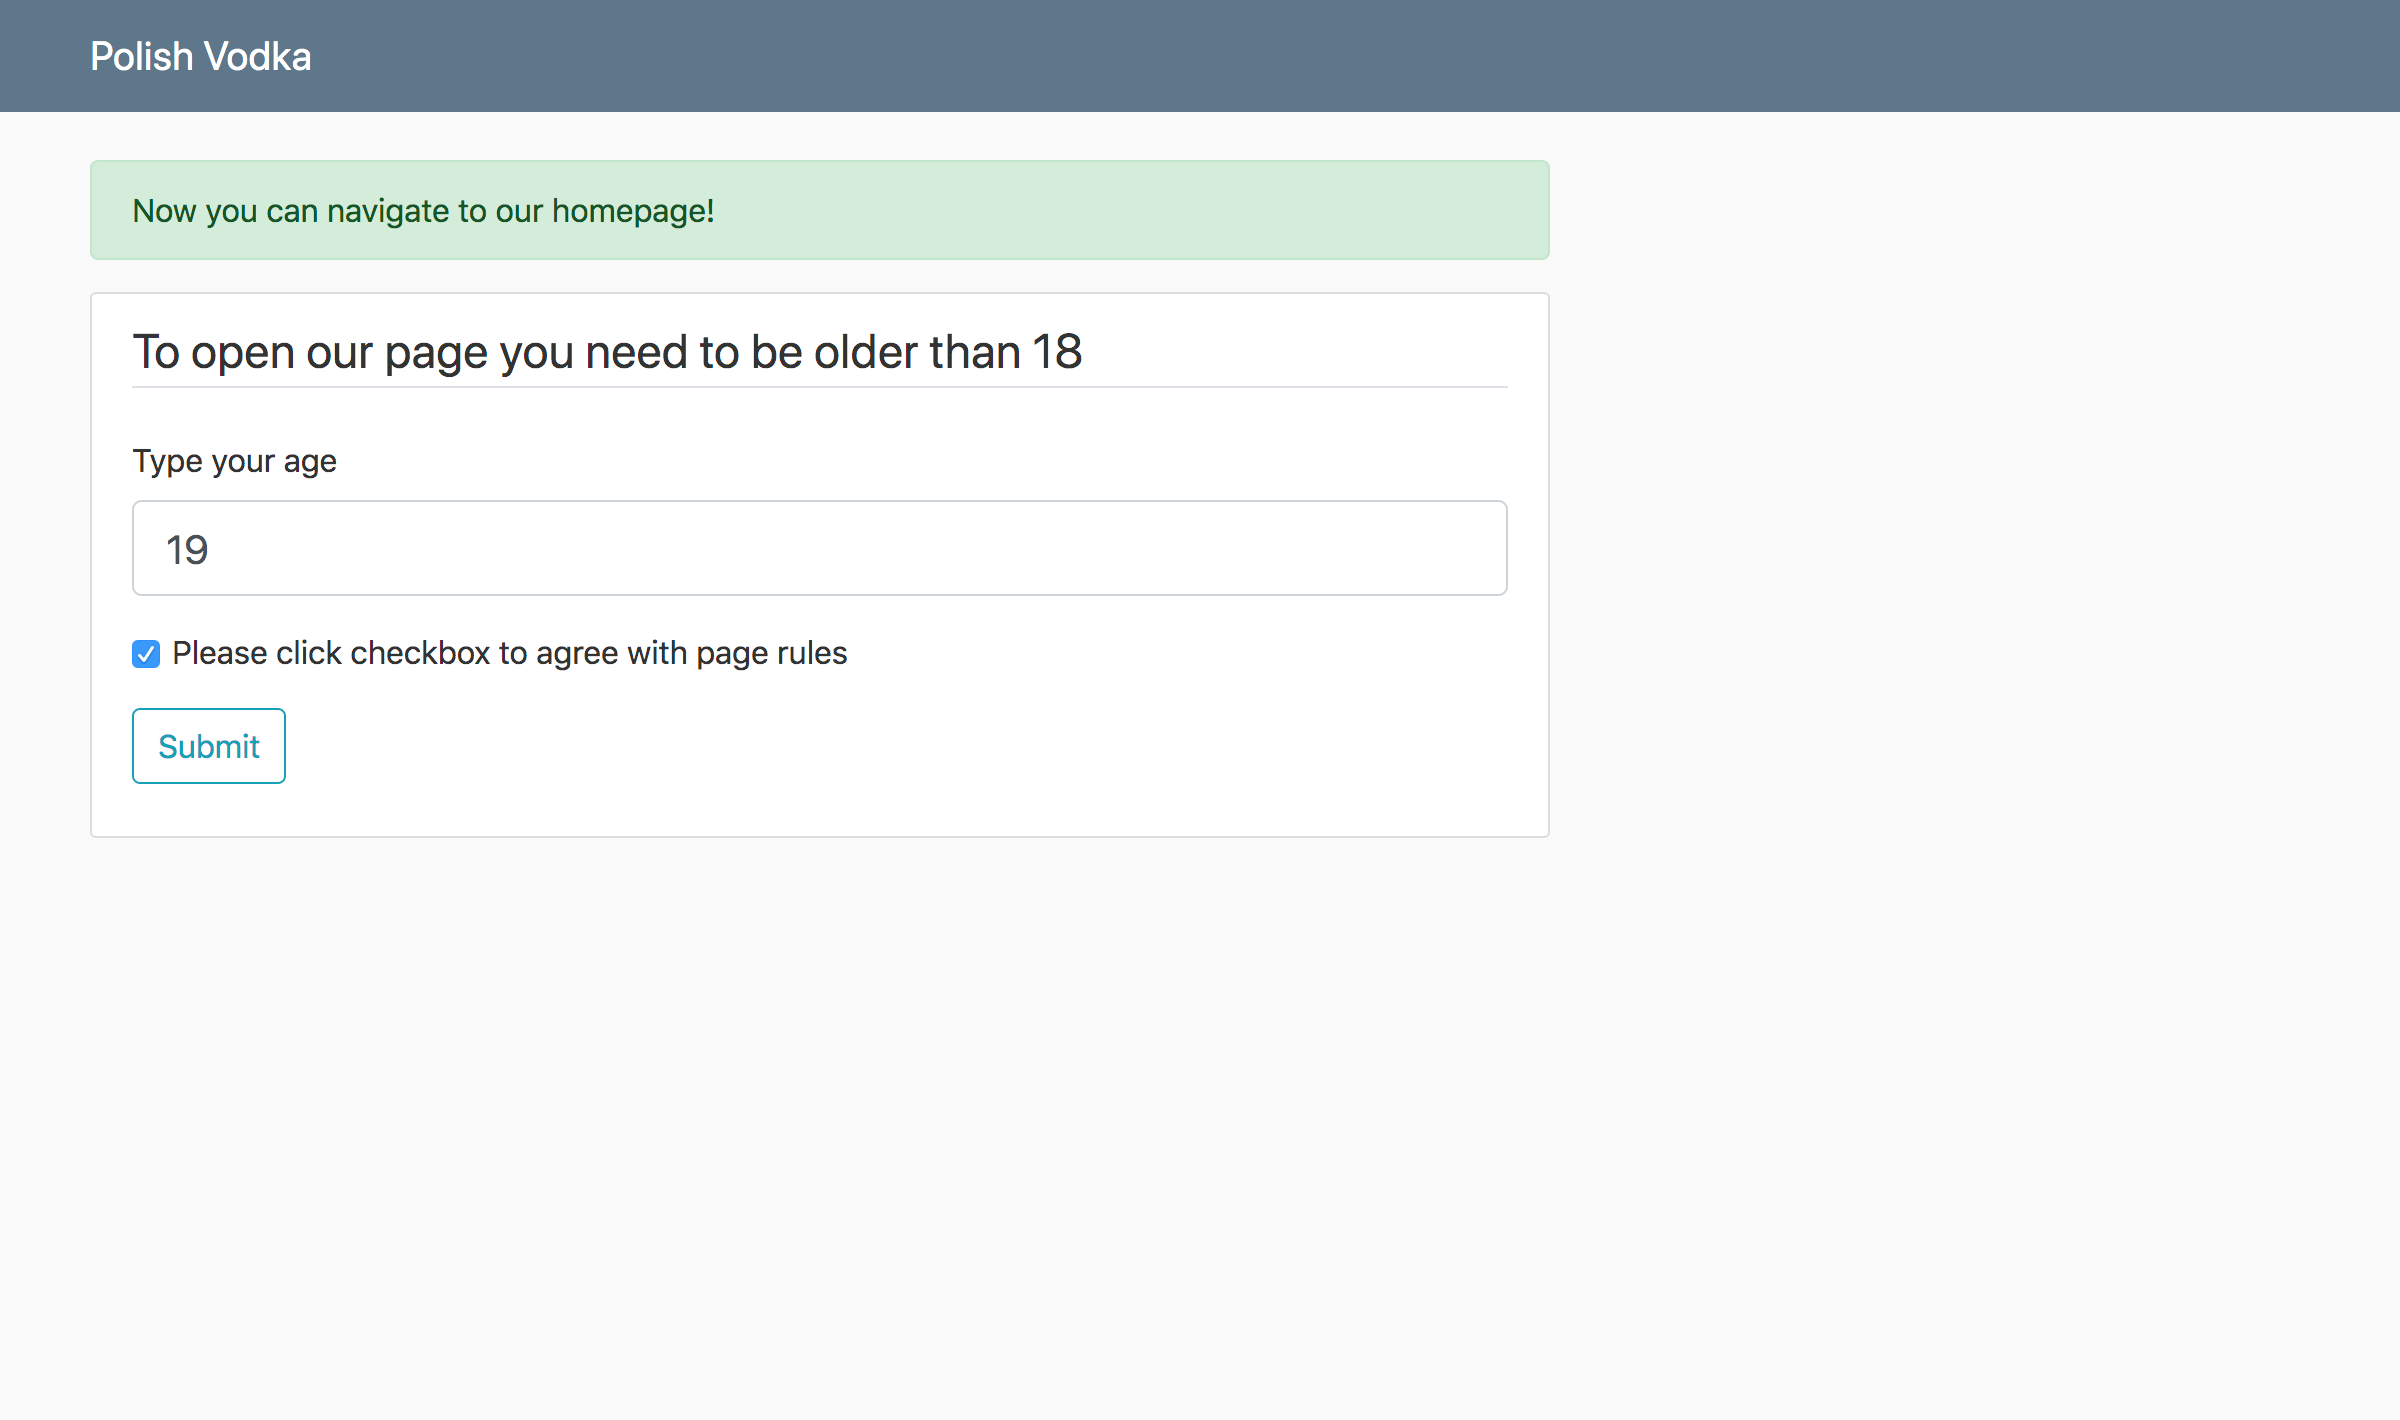 Polish Vodka
Now you can navigate to our homepage!
To open our page you need to be older than 18
Type your age
19
Please click checkbox to agree with page rules
Submit